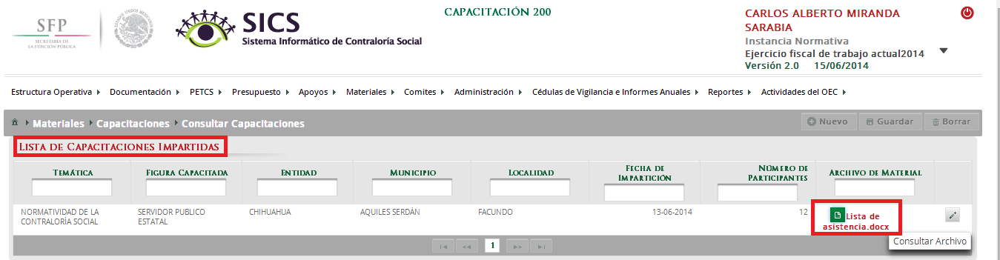 SFP
SECRETARÍA DE
LA FUNCIÓN PÚBLICA
SICS
Sistema Informático de Contraloría Social
CAPACITACIÓN 200
CARLOS ALBERTO MIRANDA
SARABIA
Instancia Normativa
Ejercicio fiscal de trabajo actual2014
Versión 2.0 15/06/2014
Estructura Operativa Documentación PETCS Presupuesto Apoyos Materiales Comites Administración Cédulas de Vigilancia e Informes Anuales Reportes Actividades del OEC
Materiales Capacitaciones Consultar Capacitaciones
Nuevo Guardar Borrar
Lista de Capacitaciones Impartidas
Temática
Figura Capacitada
Entidad
Municipio
Localidad
Fecha de
Impartición
Número de
Participantes
Archivo de Material
NORMATIVIDAD DE LA
CONTRALORÍA SOCIAL
SERVIDOR PUBLICO
ESTATAL
CHIHUAHUA
AQUILES SERDÁN
FACUNDO
13-06-2014
12
Lista de
asistencia.docx
Consultar Archivo
1